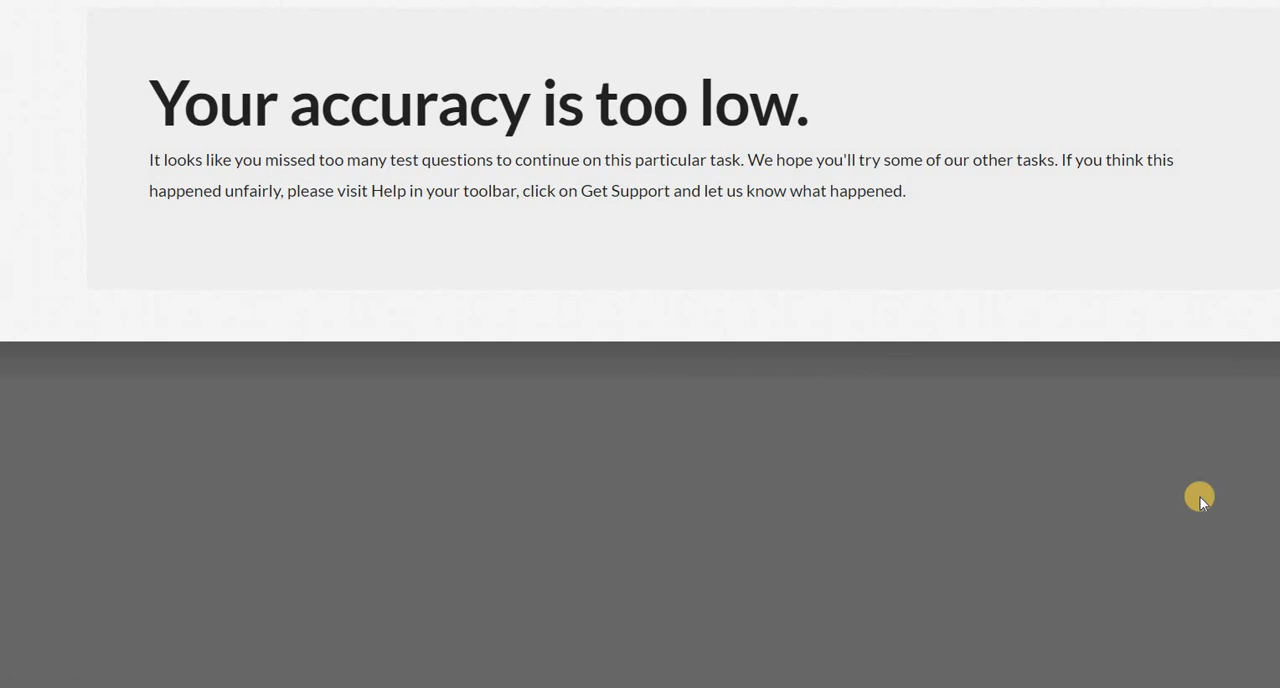 Your accuracy is too low.
It looks like you missed too many test questions to continue on this particular task. We hope you'll try some of our other tasks. If you think this
happened unfairly, please visit Help in your toolbar, click on Get Support and let us know what happened.